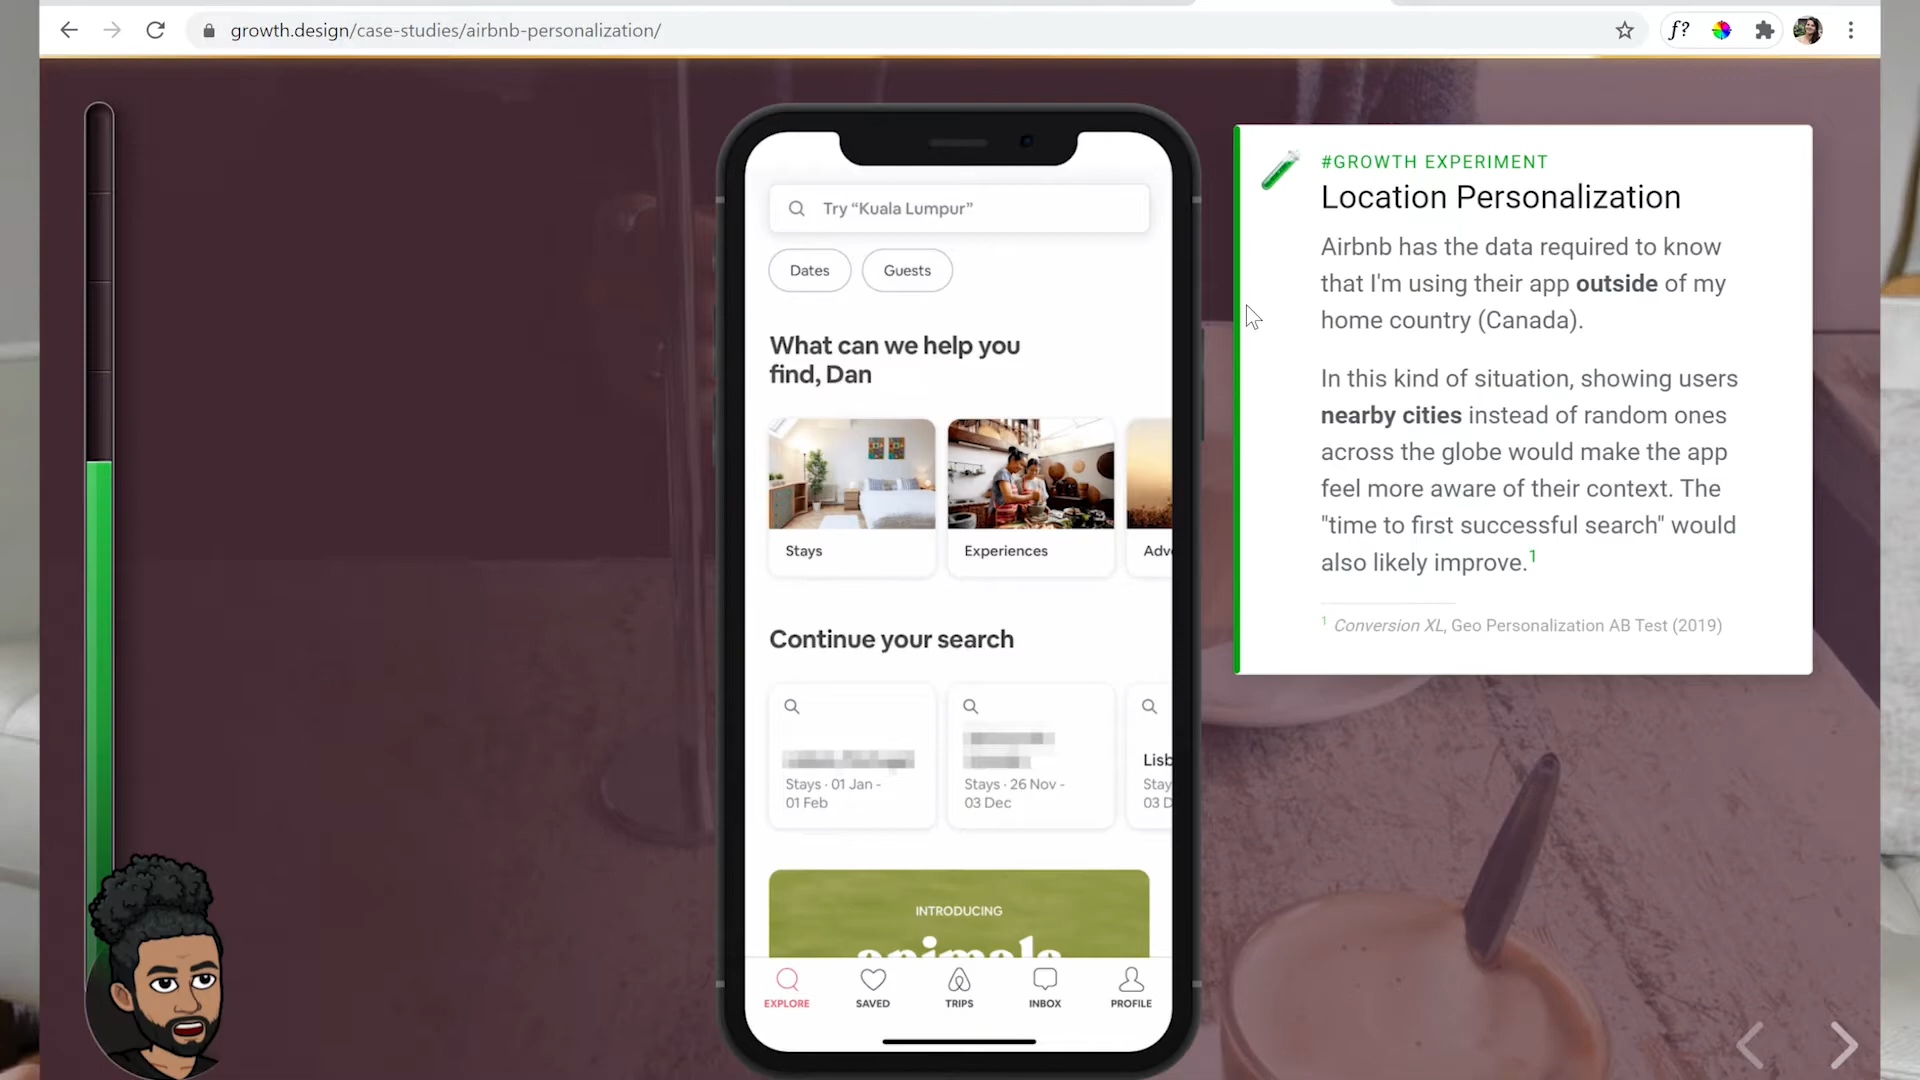 growth.design/case-studies/airbnb-personalization/
f?
Try “Kuala Lumpur”
Dates
Guests
What can we help you
find, Dan
Stays
Experiences
Adv
Continue your search
Stays · 01 Jan -
01 Feb
Stays · 26 Nov -
03 Dec
Lisb
Stay
03 D
INTRODUCING
animals
EXPLORE
SAVED
TRIPS
INBOX
PROFILE
#GROWTH EXPERIMENT
Location Personalization
Airbnb has the data required to know
that I'm using their app outside of my
home country (Canada).
In this kind of situation, showing users
nearby cities instead of random ones
across the globe would make the app
feel more aware of their context. The
"time to first successful search" would
also likely improve.1
1 Conversion XL, Geo Personalization AB Test (2019)